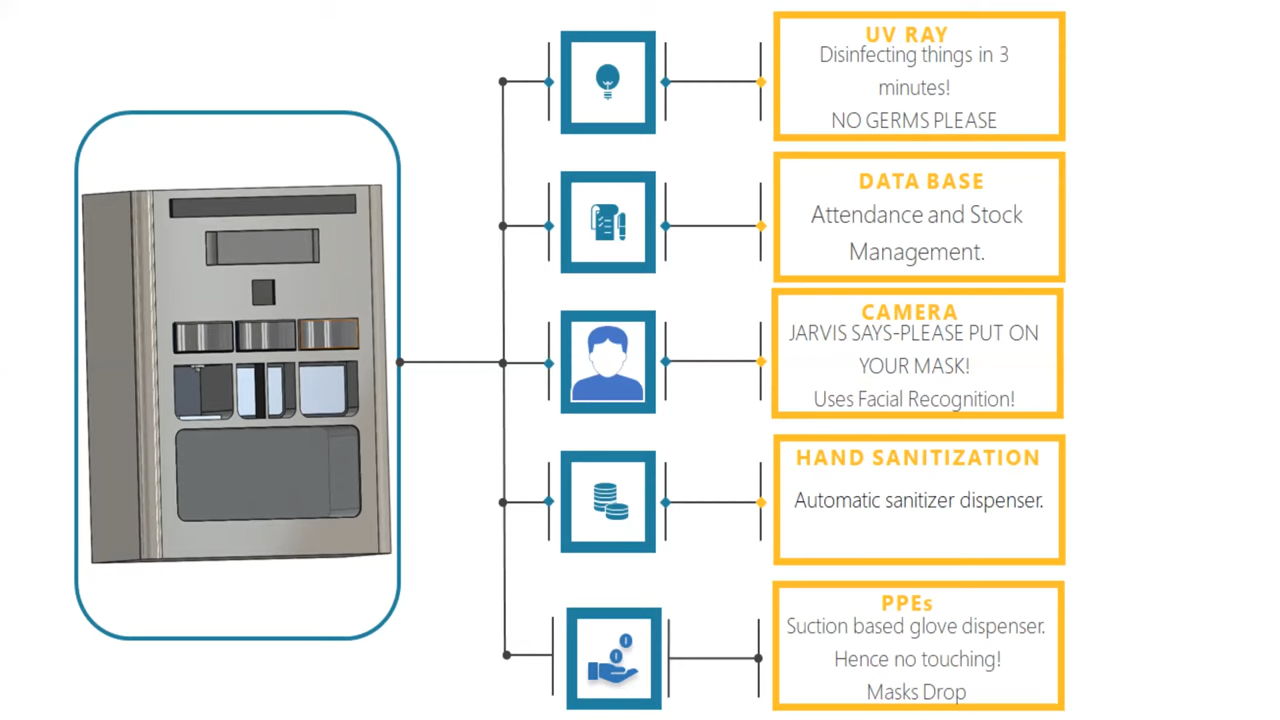 UV RAY
Disinfecting things in 3
minutes!
NO GERMS PLEASE
DATA BASE
Attendance and Stock
Management.
CAMERA
JARVIS SAYS-PLEASE PUT ON
YOUR MASK!
Uses Facial Recognition!
HAND SANITIZATION
Automatic sanitizer dispenser.
PPEs
Suction based glove dispenser.
Hence no touching!
Masks Drop